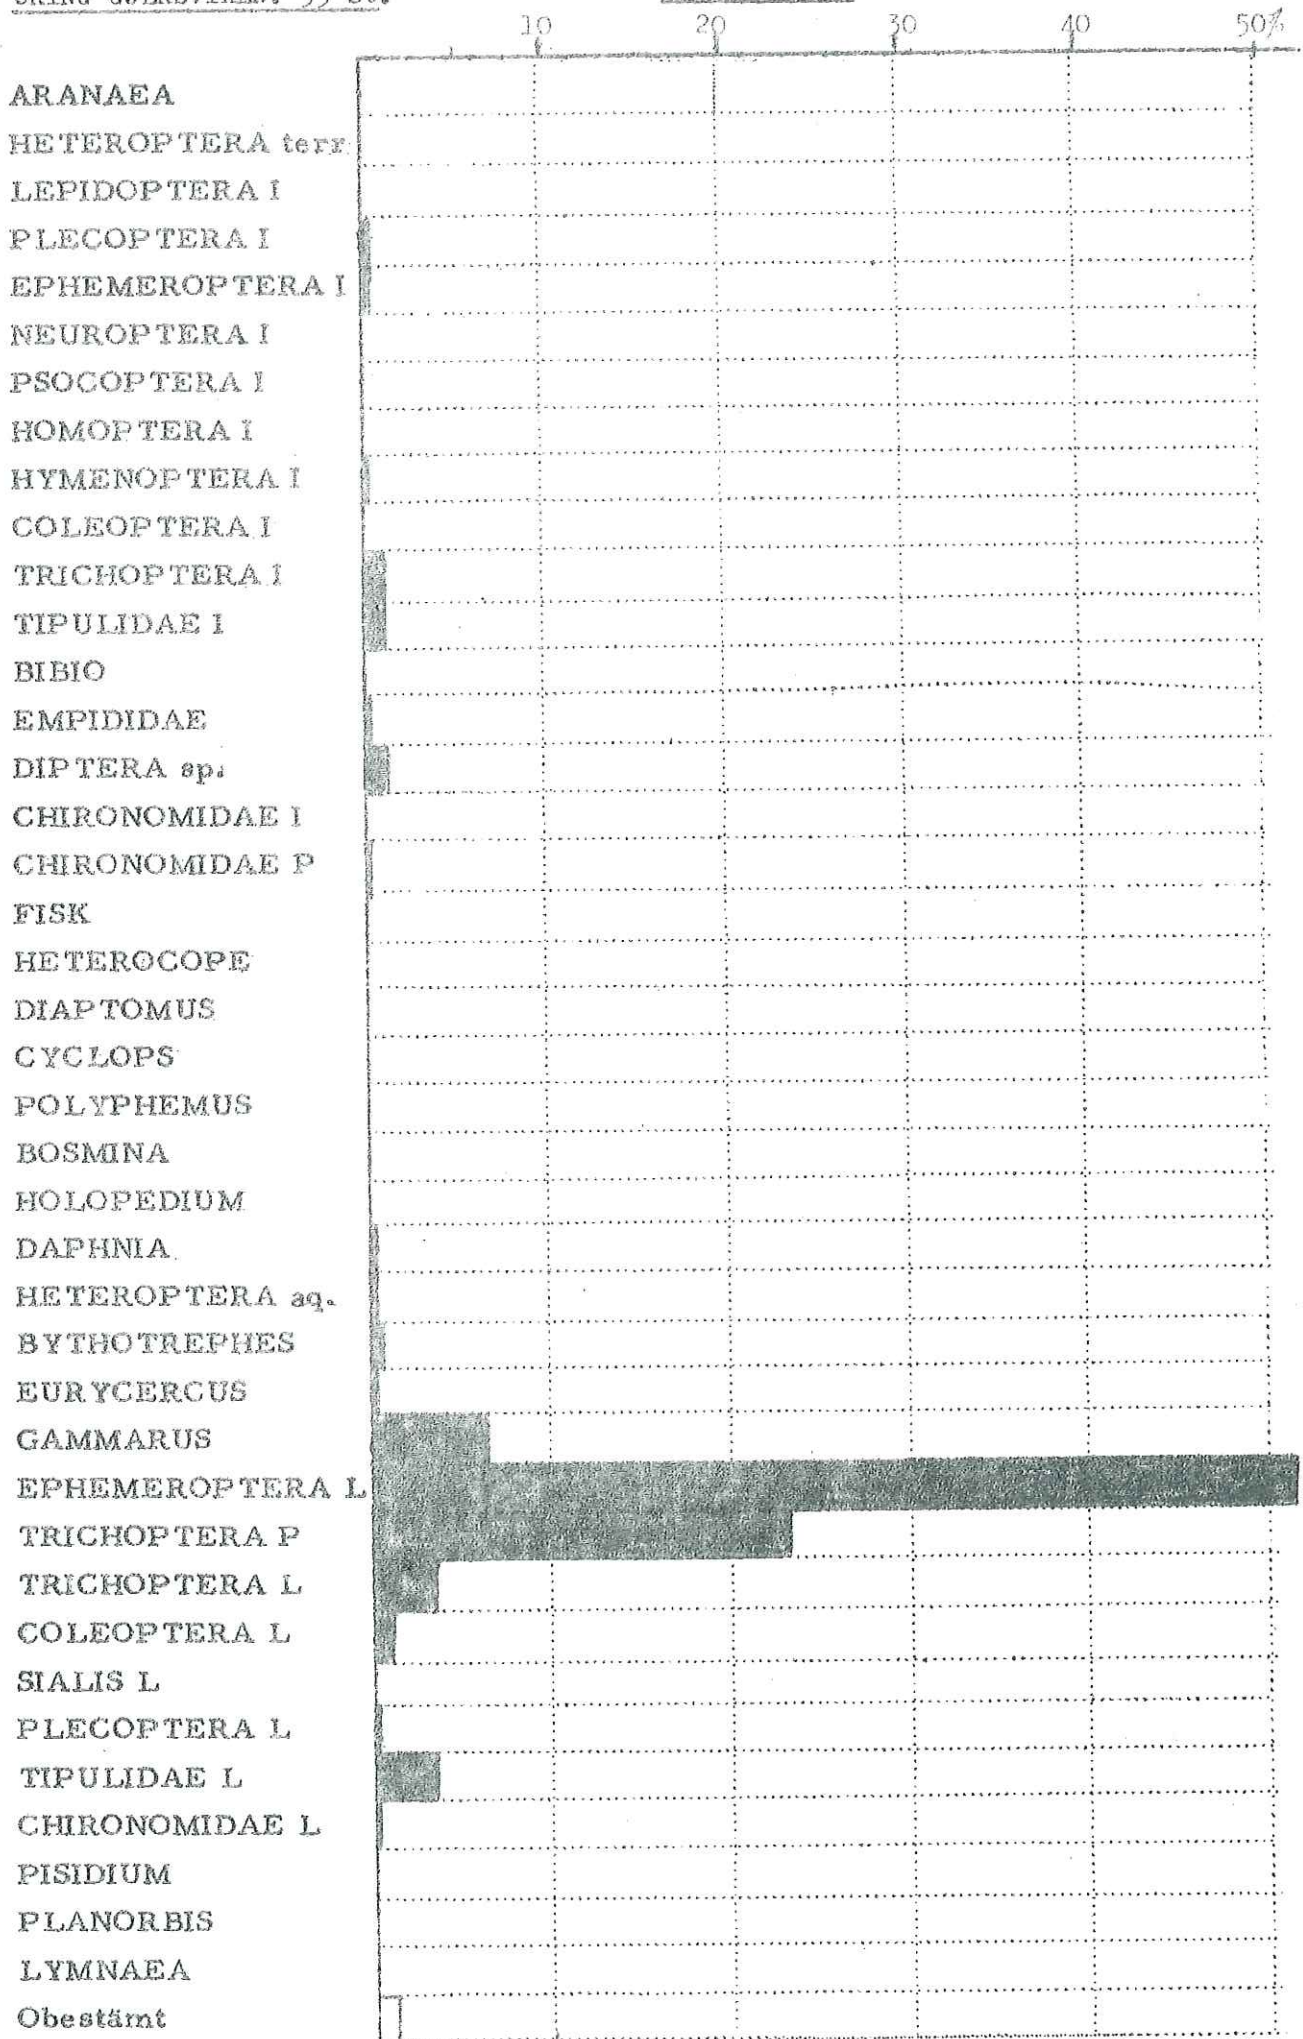 10 20 30 40 50%
ARANAEA
HETEROPTERA terr.
LEPIDOPTERA I
PLECOPTERA I
EPHEMEROPTERA I
NEUROPTERA I
PSOCOPTERA I
HOMOPTERA I
HYMENOPTERA I
COLEOPTERA I
TRICHOPTERA I
TIPULIDAE I
BIBIO
EMPIDIDAE
DIPTERA sp.
CHIRONOMIDAE I
CHIRONOMIDAE P
FISK
HETEROCOPE
DIAPTOMUS
CYCLOPS
POLYPHEMUS
BOSMINA
HOLOPEDIUM
DAPHNIA
HETEROPTERA aq.
BYTHOTREPHES
EURYCERCUS
GAMMARUS
EPHEMEROPTERA L
TRICHOPTERA P
TRICHOPTERA L
COLEOPTERA L
SIALIS L
PLECOPTERA L
TIPULIDAE L
CHIRONOMIDAE L
PISIDIUM
PLANORBIS
LYMNAEA
Obestämt